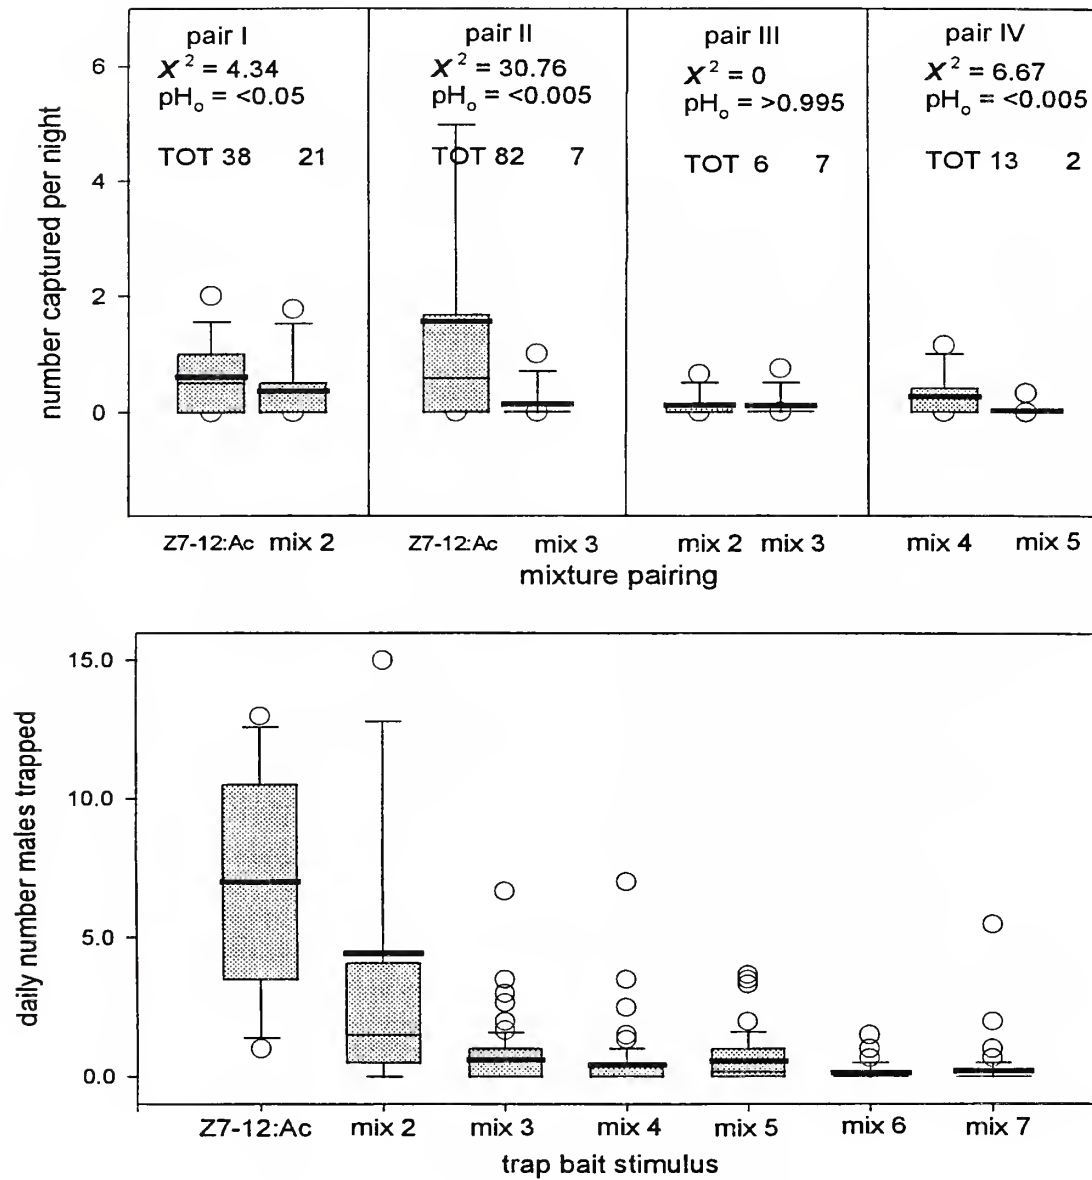 pair I
X² = 4.34
pHₒ = <0.05
TOT 38 21
pair II
X² = 30.76
pHₒ = <0.005
TOT 82 7
pair III
X² = 0
pHₒ = >0.995
TOT 6 7
pair IV
X² = 6.67
pHₒ = <0.005
TOT 13 2
number captured per night
6
4
2
0
Z7-12:Ac mix 2 Z7-12:Ac mix 3 mix 2 mix 3 mix 4 mix 5
mixture pairing
daily number males trapped
15.0
10.0
5.0
0.0
Z7-12:Ac mix 2 mix 3 mix 4 mix 5 mix 6 mix 7
trap bait stimulus